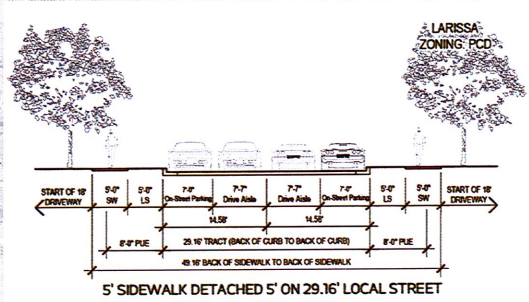 LARISSA
ZONING: PCD
START OF 18'
DRIVEWAY
5'-0"
SW
5'-0"
LS
7'-0"
On-Street Parking
7'-7"
Drive Aisle
7'-7"
Drive Aisle
7'-0"
On-Street Parking
5'-0"
LS
5'-0"
SW
START OF 18'
DRIVEWAY
14.58'
14.58'
8'-0" PUE
29.16' TRACT (BACK OF CURB TO BACK OF CURB)
8'-0" PUE
49.16' BACK OF SIDEWALK TO BACK OF SIDEWALK
5' SIDEWALK DETACHED 5' ON 29.16' LOCAL STREET